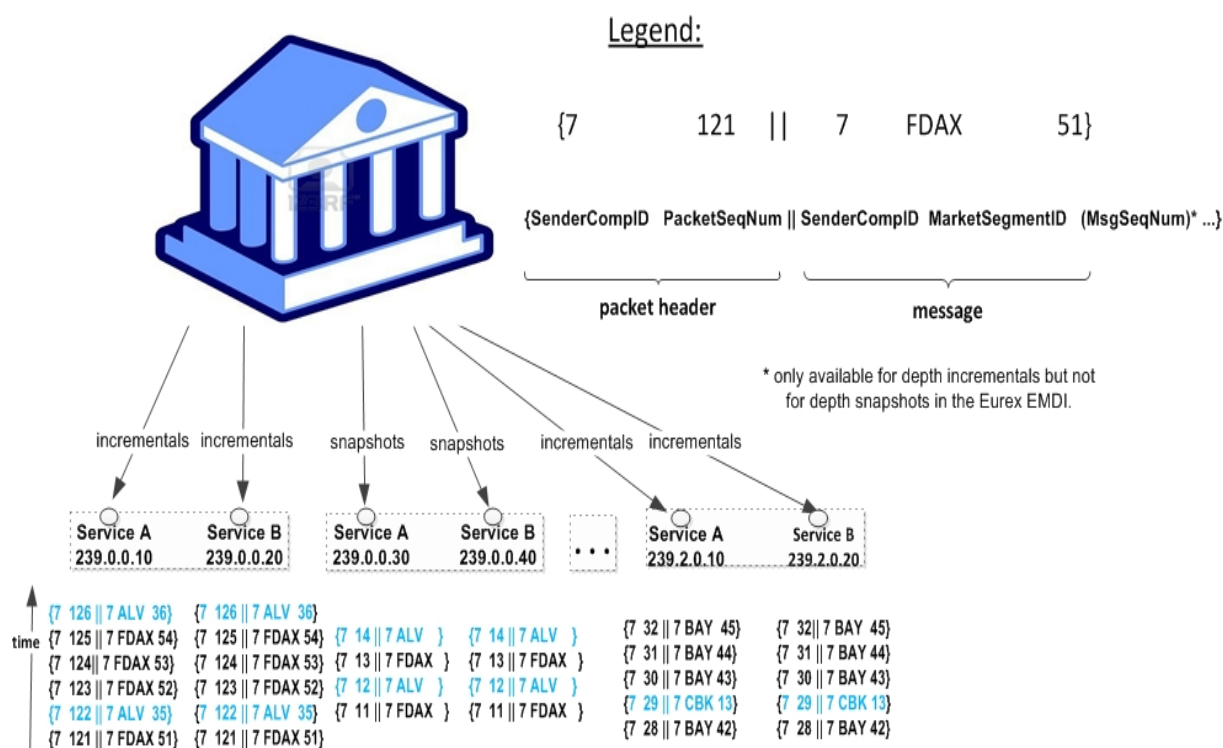 Legend:
{7 121 || 7 FDAX 51}
{SenderCompID PacketSeqNum || SenderCompID MarketSegmentID (MsgSeqNum)* ...}
packet header message
* only available for depth incrementals but not
for depth snapshots in the Eurex EMDI.
incrementals incrementals snapshots snapshots incrementals incrementals
Service A Service B Service A Service B ... Service A Service B
239.0.0.10 239.0.0.20 239.0.0.30 239.0.0.40 239.2.0.10 239.2.0.20
time
{7 126 || 7 ALV 36}
{7 125 || 7 FDAX 54}
{7 124|| 7 FDAX 53}
{7 123 || 7 FDAX 52}
{7 122 || 7 ALV 35}
{7 121 || 7 FDAX 51}
{7 126 || 7 ALV 36}
{7 125 || 7 FDAX 54}
{7 124 || 7 FDAX 53}
{7 123 || 7 FDAX 52}
{7 122 || 7 ALV 35}
{7 121 || 7 FDAX 51}
{7 14 || 7 ALV }
{7 13 || 7 FDAX }
{7 12 || 7 ALV }
{7 11 || 7 FDAX }
{7 14 || 7 ALV }
{7 13 || 7 FDAX }
{7 12 || 7 ALV }
{7 11 || 7 FDAX }
{7 32 || 7 BAY 45}
{7 31 || 7 BAY 44}
{7 30 || 7 BAY 43}
{7 29 || 7 CBK 13}
{7 28 || 7 BAY 42}
{7 32|| 7 BAY 45}
{7 31 || 7 BAY 44}
{7 30 || 7 BAY 43}
{7 29 || 7 CBK 13}
{7 28 || 7 BAY 42}